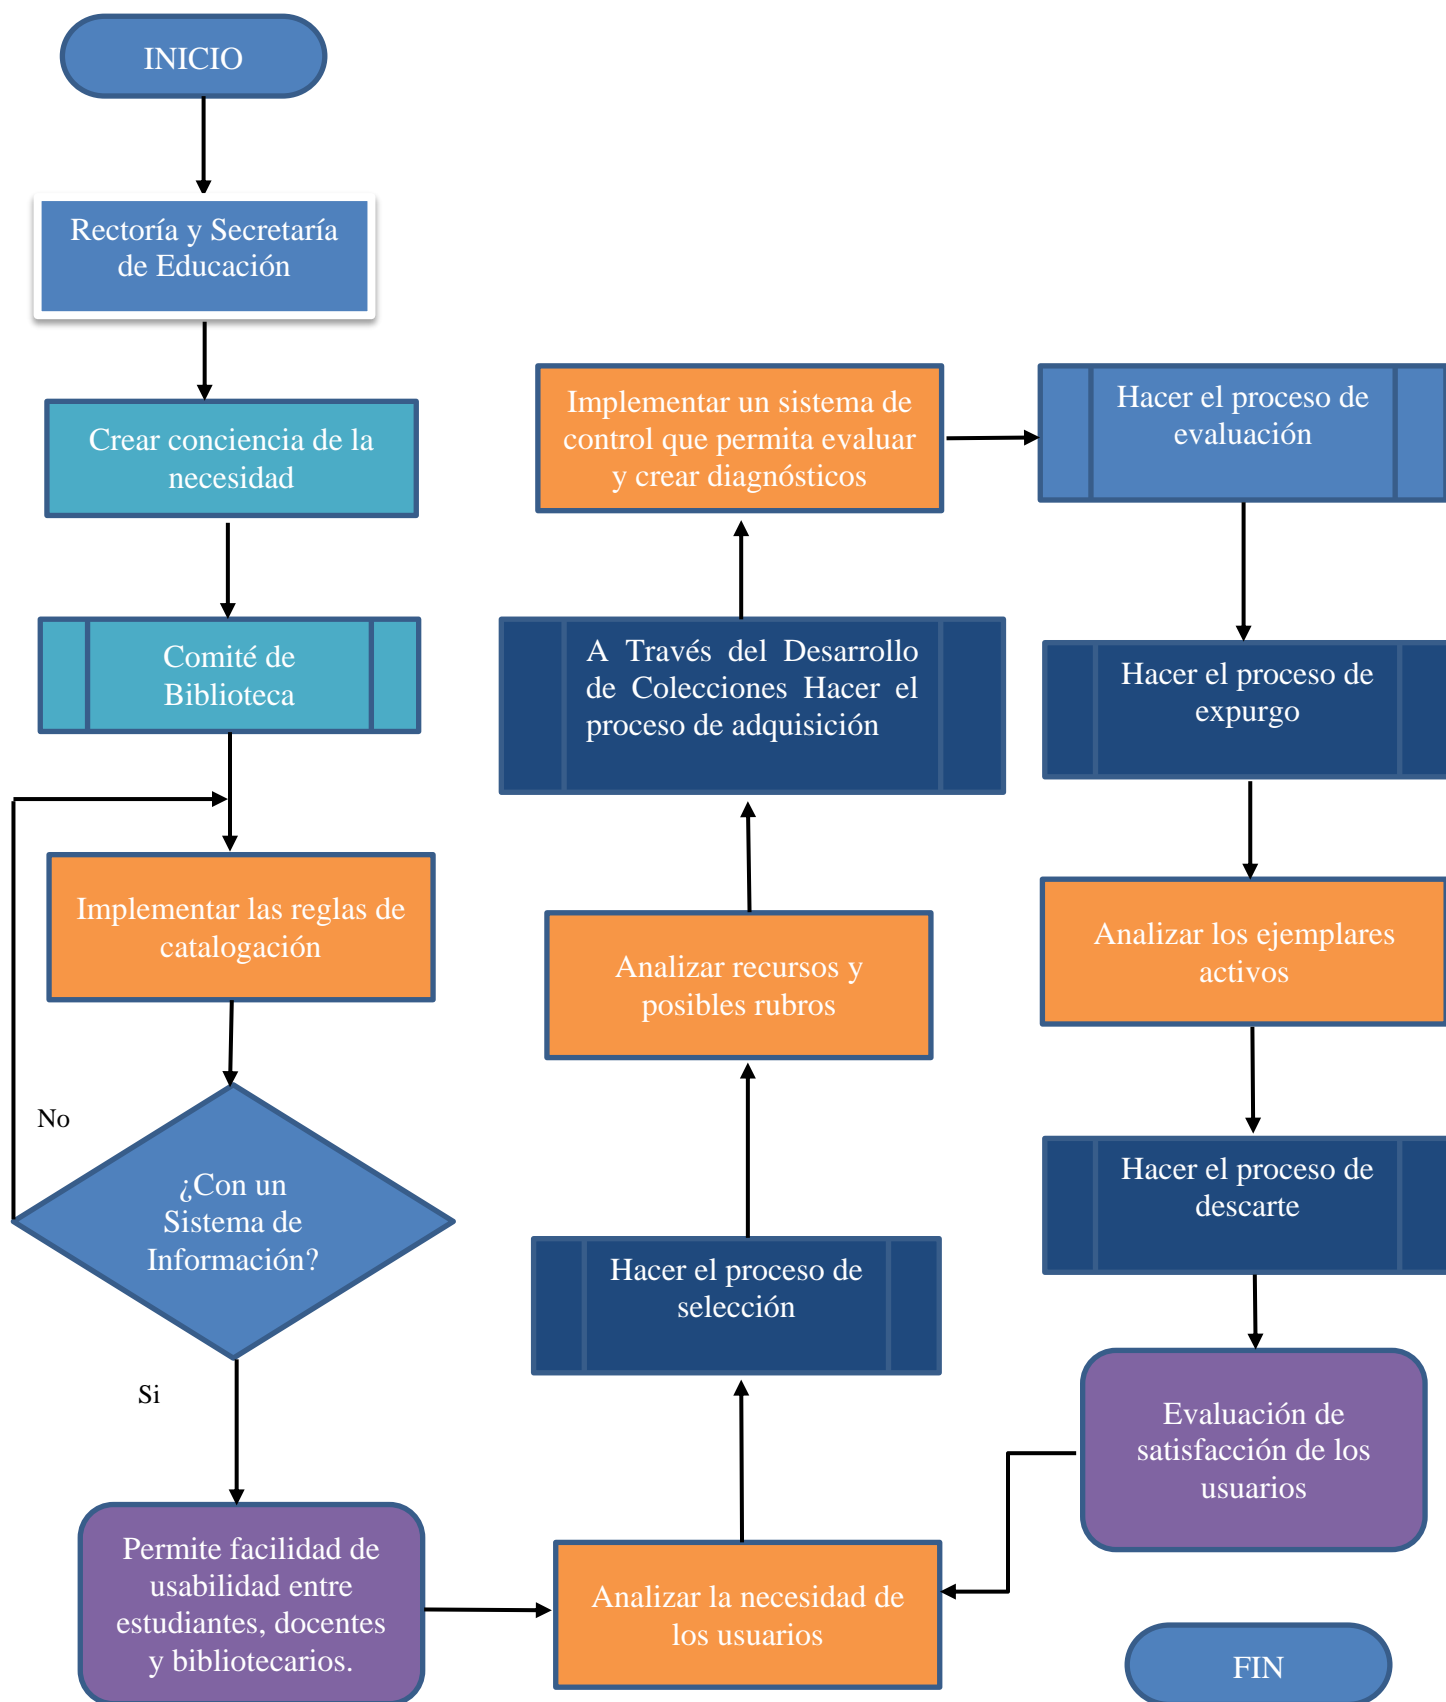 INICIO
Rectoría y Secretaría
de Educación
Crear conciencia de la
necesidad
Comité de
Biblioteca
Implementar las reglas de
catalogación
No
¿Con un
Sistema de
Información?
Si
Permite facilidad de
usabilidad entre
estudiantes, docentes
y bibliotecarios.
Analizar la necesidad de
los usuarios
Hacer el proceso de
selección
Analizar recursos y
posibles rubros
A Través del Desarrollo
de Colecciones Hacer el
proceso de adquisición
Implementar un sistema de
control que permita evaluar
y crear diagnósticos
Hacer el proceso de
evaluación
Hacer el proceso de
expurgo
Analizar los ejemplares
activos
Hacer el proceso de
descarte
Evaluación de
satisfacción de los
usuarios
FIN